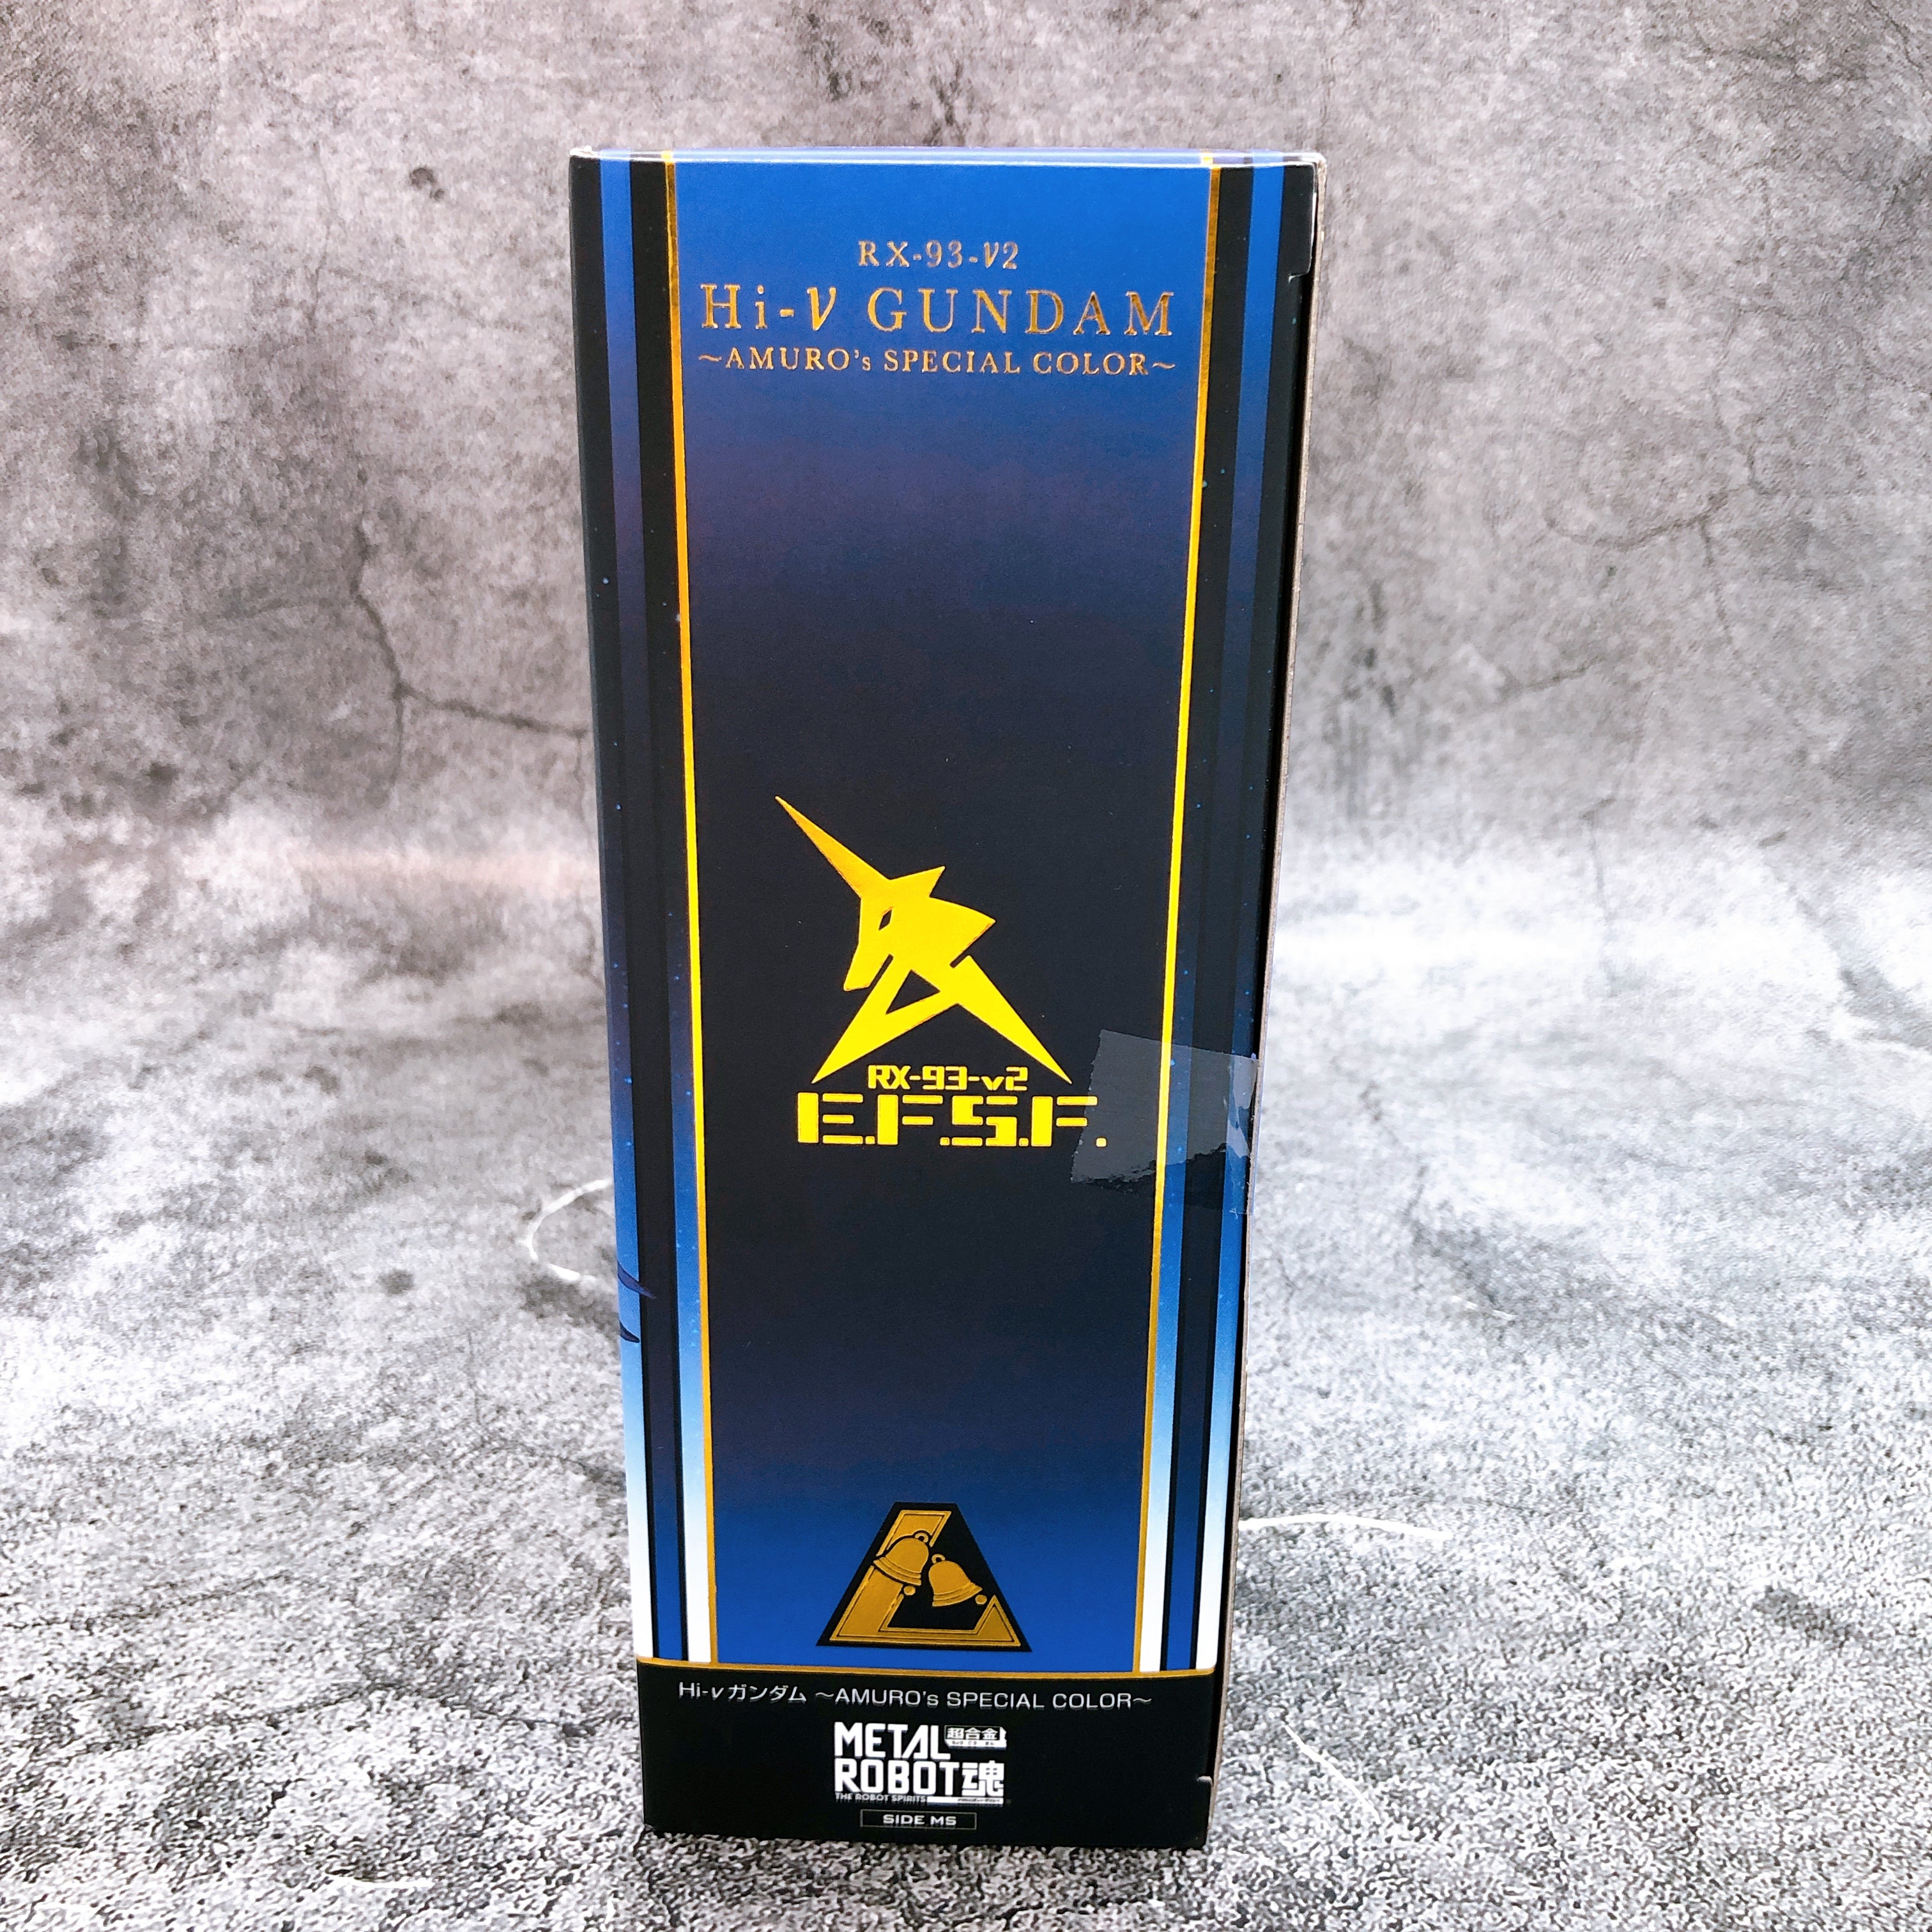 RX-93-ν2
Hi-ν GUNDAM
~AMURO's SPECIAL COLOR~
RX-93-ν2
E.F.S.F.
Hi-νガンダム ~AMURO's SPECIAL COLOR~
METAL 超合金
ROBOT魂
THE ROBOT SPIRITS
SIDE MS